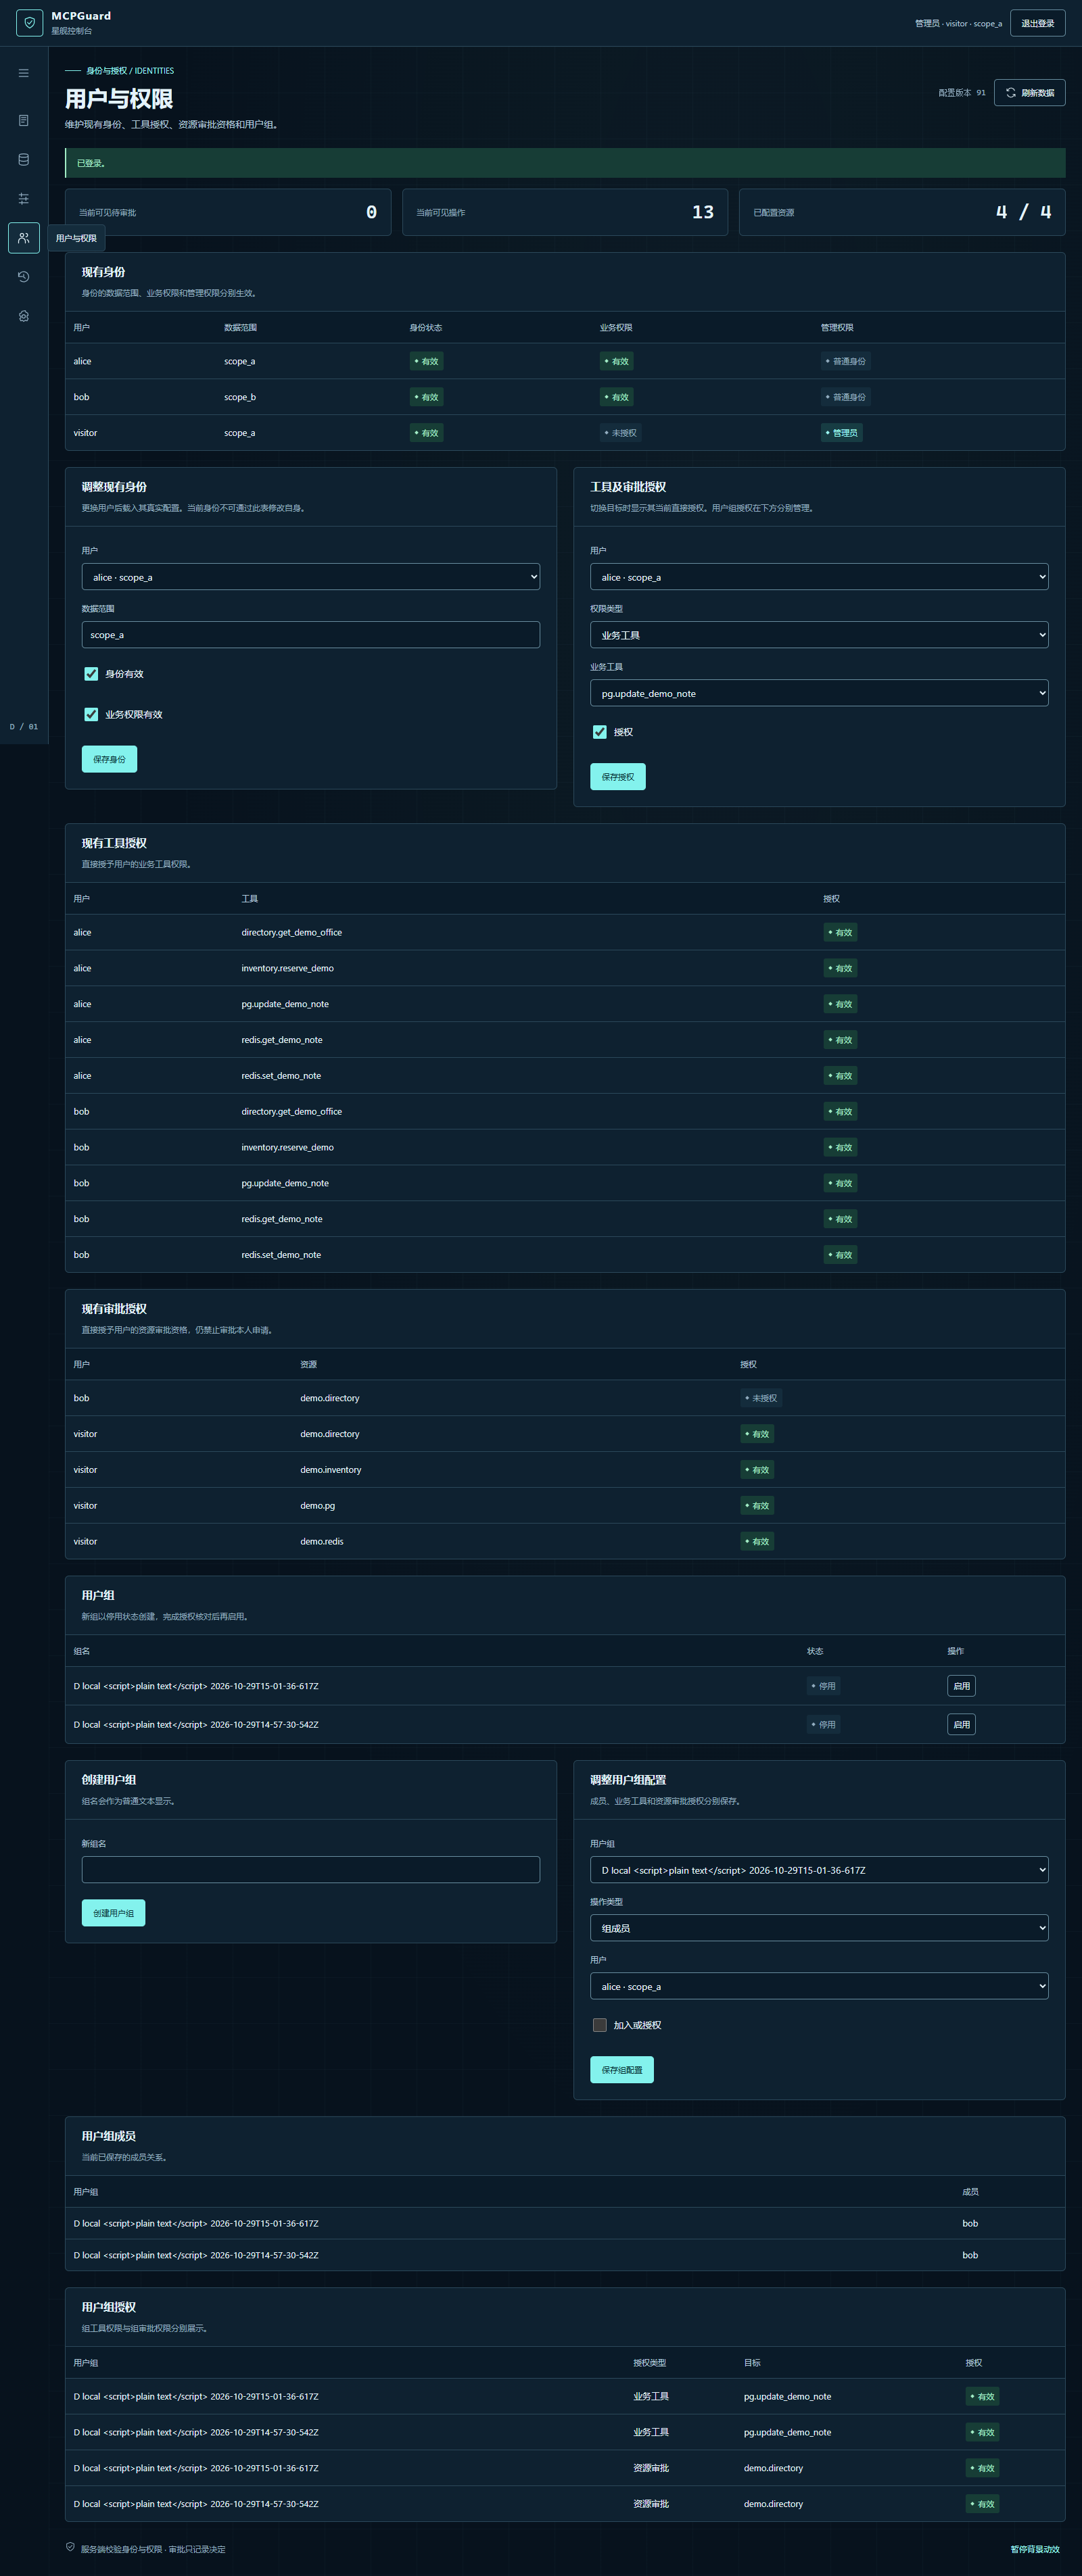 MCPGuard
星舰控制台
管理员 · visitor · scope_a
退出登录
身份与授权 / IDENTITIES
用户与权限
维护现有身份、工具授权、资源审批资格和用户组。
配置版本 91
刷新数据
已登录。
当前可见待审批 0
当前可见操作 13
已配置资源 4 / 4
用户与权限
现有身份
身份的数据范围、业务权限和管理权限分别生效。
用户 数据范围 身份状态 业务权限 管理权限
alice scope_a 有效 有效 普通身份
bob scope_b 有效 有效 普通身份
visitor scope_a 有效 未授权 管理员
调整现有身份
更换用户后载入其真实配置。当前身份不可通过此表修改自身。
用户
alice · scope_a
数据范围
scope_a
身份有效
业务权限有效
保存身份
工具及审批授权
切换目标时显示其当前直接授权。用户组授权在下方分别管理。
用户
alice · scope_a
权限类型
业务工具
业务工具
pg.update_demo_note
授权
保存授权
D / 01
现有工具授权
直接授予用户的业务工具权限。
用户 工具 授权
alice directory.get_demo_office 有效
alice inventory.reserve_demo 有效
alice pg.update_demo_note 有效
alice redis.get_demo_note 有效
alice redis.set_demo_note 有效
bob directory.get_demo_office 有效
bob inventory.reserve_demo 有效
bob pg.update_demo_note 有效
bob redis.get_demo_note 有效
bob redis.set_demo_note 有效
现有审批授权
直接授予用户的资源审批资格，仍禁止审批本人申请。
用户 资源 授权
bob demo.directory 未授权
visitor demo.directory 有效
visitor demo.inventory 有效
visitor demo.pg 有效
visitor demo.redis 有效
用户组
新组以停用状态创建，完成授权核对后再启用。
组名 状态 操作
D local <script>plain text</script> 2026-10-29T15-01-36-617Z 停用 启用
D local <script>plain text</script> 2026-10-29T14-57-30-542Z 停用 启用
创建用户组
组名会作为普通文本显示。
新组名
创建用户组
调整用户组配置
成员、业务工具和资源审批授权分别保存。
用户组
D local <script>plain text</script> 2026-10-29T15-01-36-617Z
操作类型
组成员
用户
alice · scope_a
加入或授权
保存组配置
用户组成员
当前已保存的成员关系。
用户组 成员
D local <script>plain text</script> 2026-10-29T15-01-36-617Z bob
D local <script>plain text</script> 2026-10-29T14-57-30-542Z bob
用户组授权
组工具权限与组审批权限分别展示。
用户组 授权类型 目标 授权
D local <script>plain text</script> 2026-10-29T15-01-36-617Z 业务工具 pg.update_demo_note 有效
D local <script>plain text</script> 2026-10-29T14-57-30-542Z 业务工具 pg.update_demo_note 有效
D local <script>plain text</script> 2026-10-29T15-01-36-617Z 资源审批 demo.directory 有效
D local <script>plain text</script> 2026-10-29T14-57-30-542Z 资源审批 demo.directory 有效
服务端校验身份与权限 · 审批只记录决定
暂停背景动效